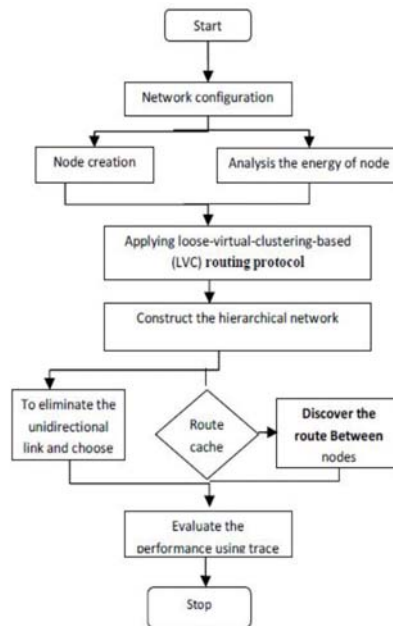 Start
Network configuration
Node creation
Analysis the energy of node
Applying loose-virtual-clustering-based
(LVC) routing protocol
Construct the hierarchical network
To eliminate the
unidirectional link and choose
Route
cache
Discover the
route Between
nodes
Evaluate the
performance using trace
Stop